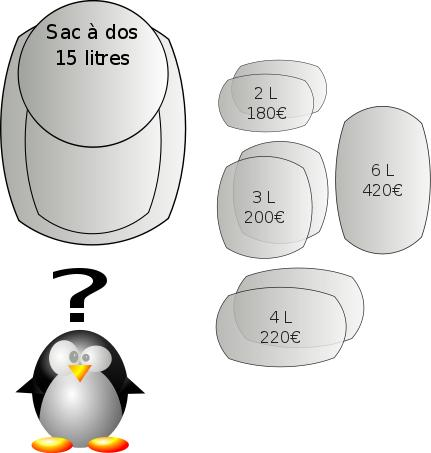 Sac à dos
15 litres
2 L
180€
3 L
200€
6 L
420€
4 L
220€
?